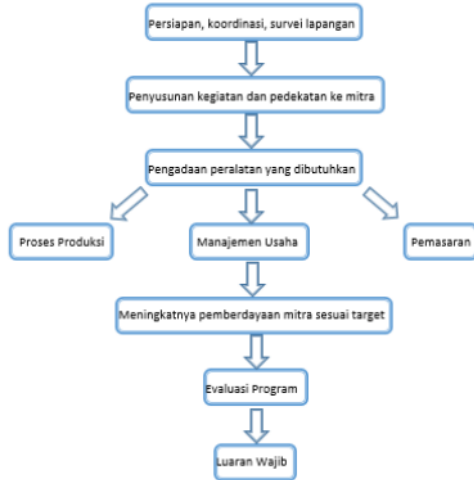 Persiapan, koordinasi, survei lapangan
Penyusunan kegiatan dan pedekatan ke mitra
Pengadaan peralatan yang dibutuhkan
Proses Produksi
Manajemen Usaha
Pemasaran
Meningkatnya pemberdayaan mitra sesuai target
Evaluasi Program
Luaran Wajib